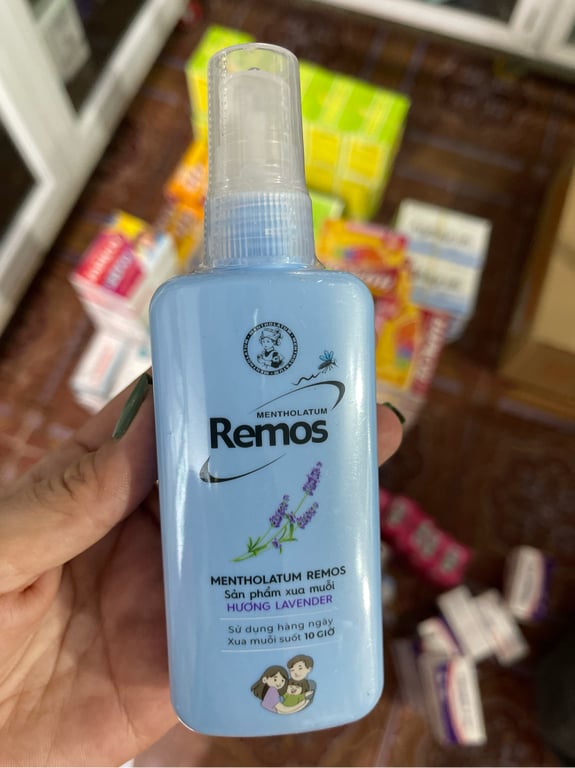 MENTHOLATUM
MENTHOLATUM
Remos
MENTHOLATUM REMOS
Sản phẩm xua muỗi
HƯƠNG LAVENDER
Sử dụng hàng ngày
Xua muỗi suốt 10 GIỜ